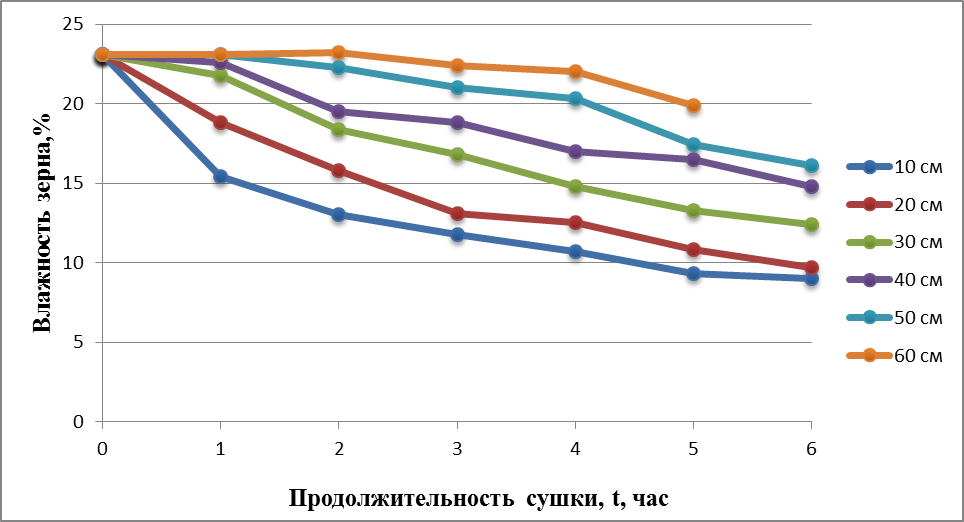 25
20
15
10
5
0
Влажность зерна,%
0 1 2 3 4 5 6
Продолжительность сушки, t, час
10 см
20 см
30 см
40 см
50 см
60 см